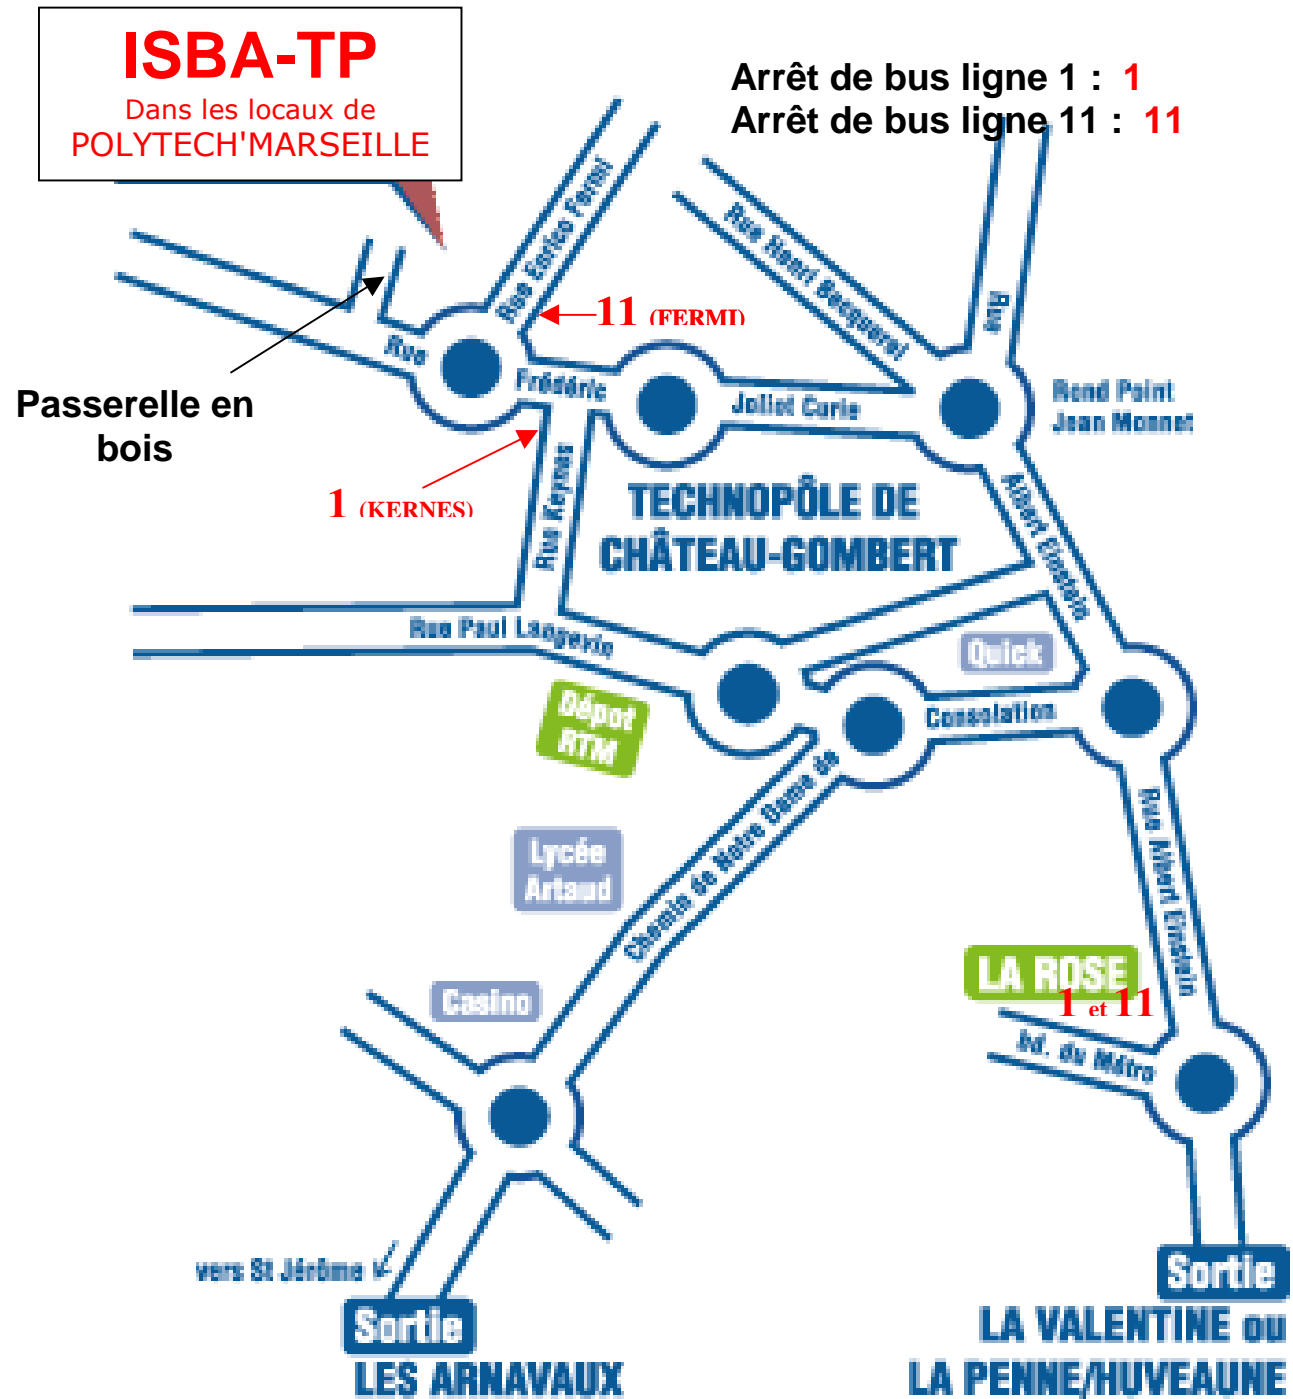 ISBA-TP
Dans les locaux de
POLYTECH'MARSEILLE
Arrêt de bus ligne 1 : 1
Arrêt de bus ligne 11 : 11
Rue Enrico Fermi
Rue Henri Becquerel
Rue
11 (FERMI)
Rue Frédéric Joliot Curie
Rond Point
Jean Monnet
Passerelle en
bois
1 (KERNES)
Rue Keynes
TECHNOPÔLE DE
CHÂTEAU-GOMBERT
Albert Einstein
Rue Paul Langevin
Quick
Dépot
RTM
Consolation
Chemin de Notre Dame de
Rue Albert Einstein
Lycée
Artaud
LA ROSE
1 et 11
Casino
bd. du Métro
vers St Jérôme
Sortie
LES ARNAVAUX
Sortie
LA VALENTINE ou
LA PENNE/HUVEAUNE